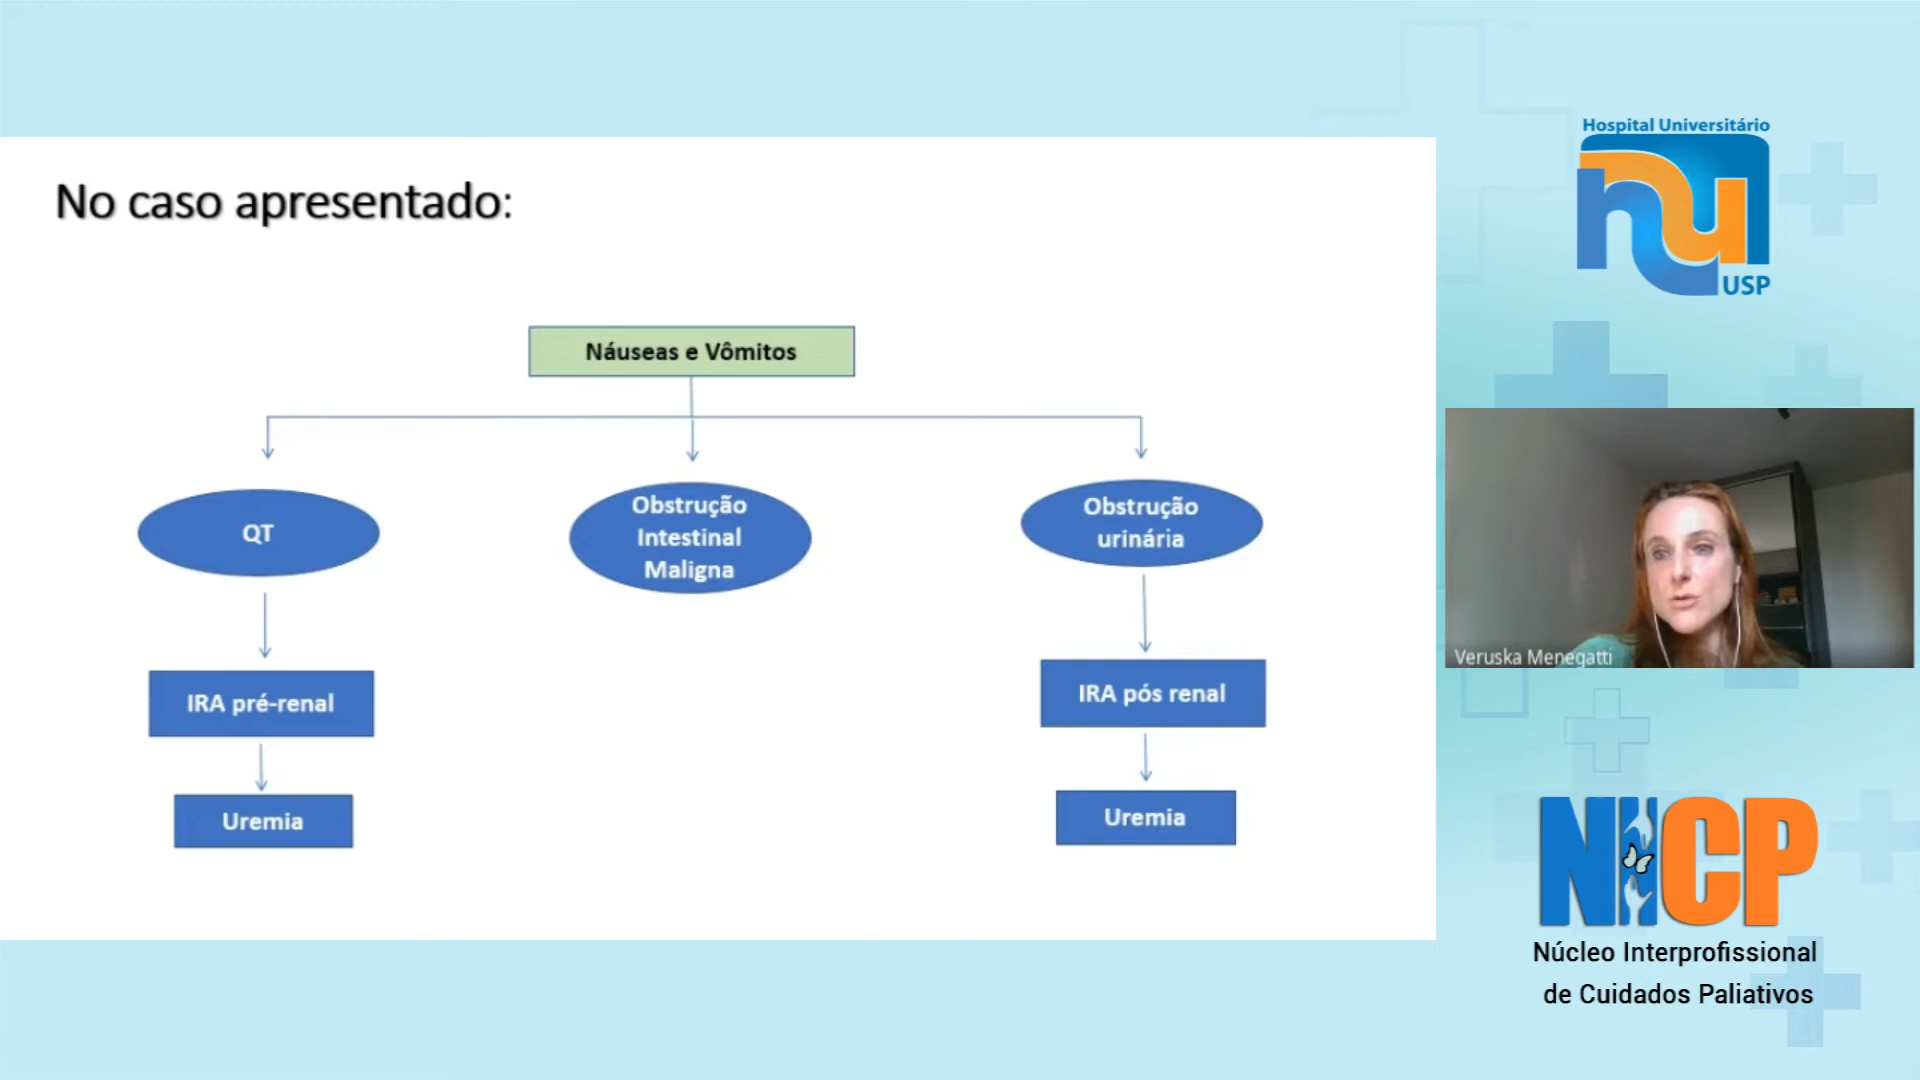 No caso apresentado:
Náuseas e Vômitos
QT
Obstrução
Intestinal
Maligna
Obstrução
urinária
IRA pré-renal
IRA pós renal
Uremia
Uremia
Hospital Universitário
hu
USP
Veruska Menegatti
NICP
Núcleo Interprofissional
de Cuidados Paliativos